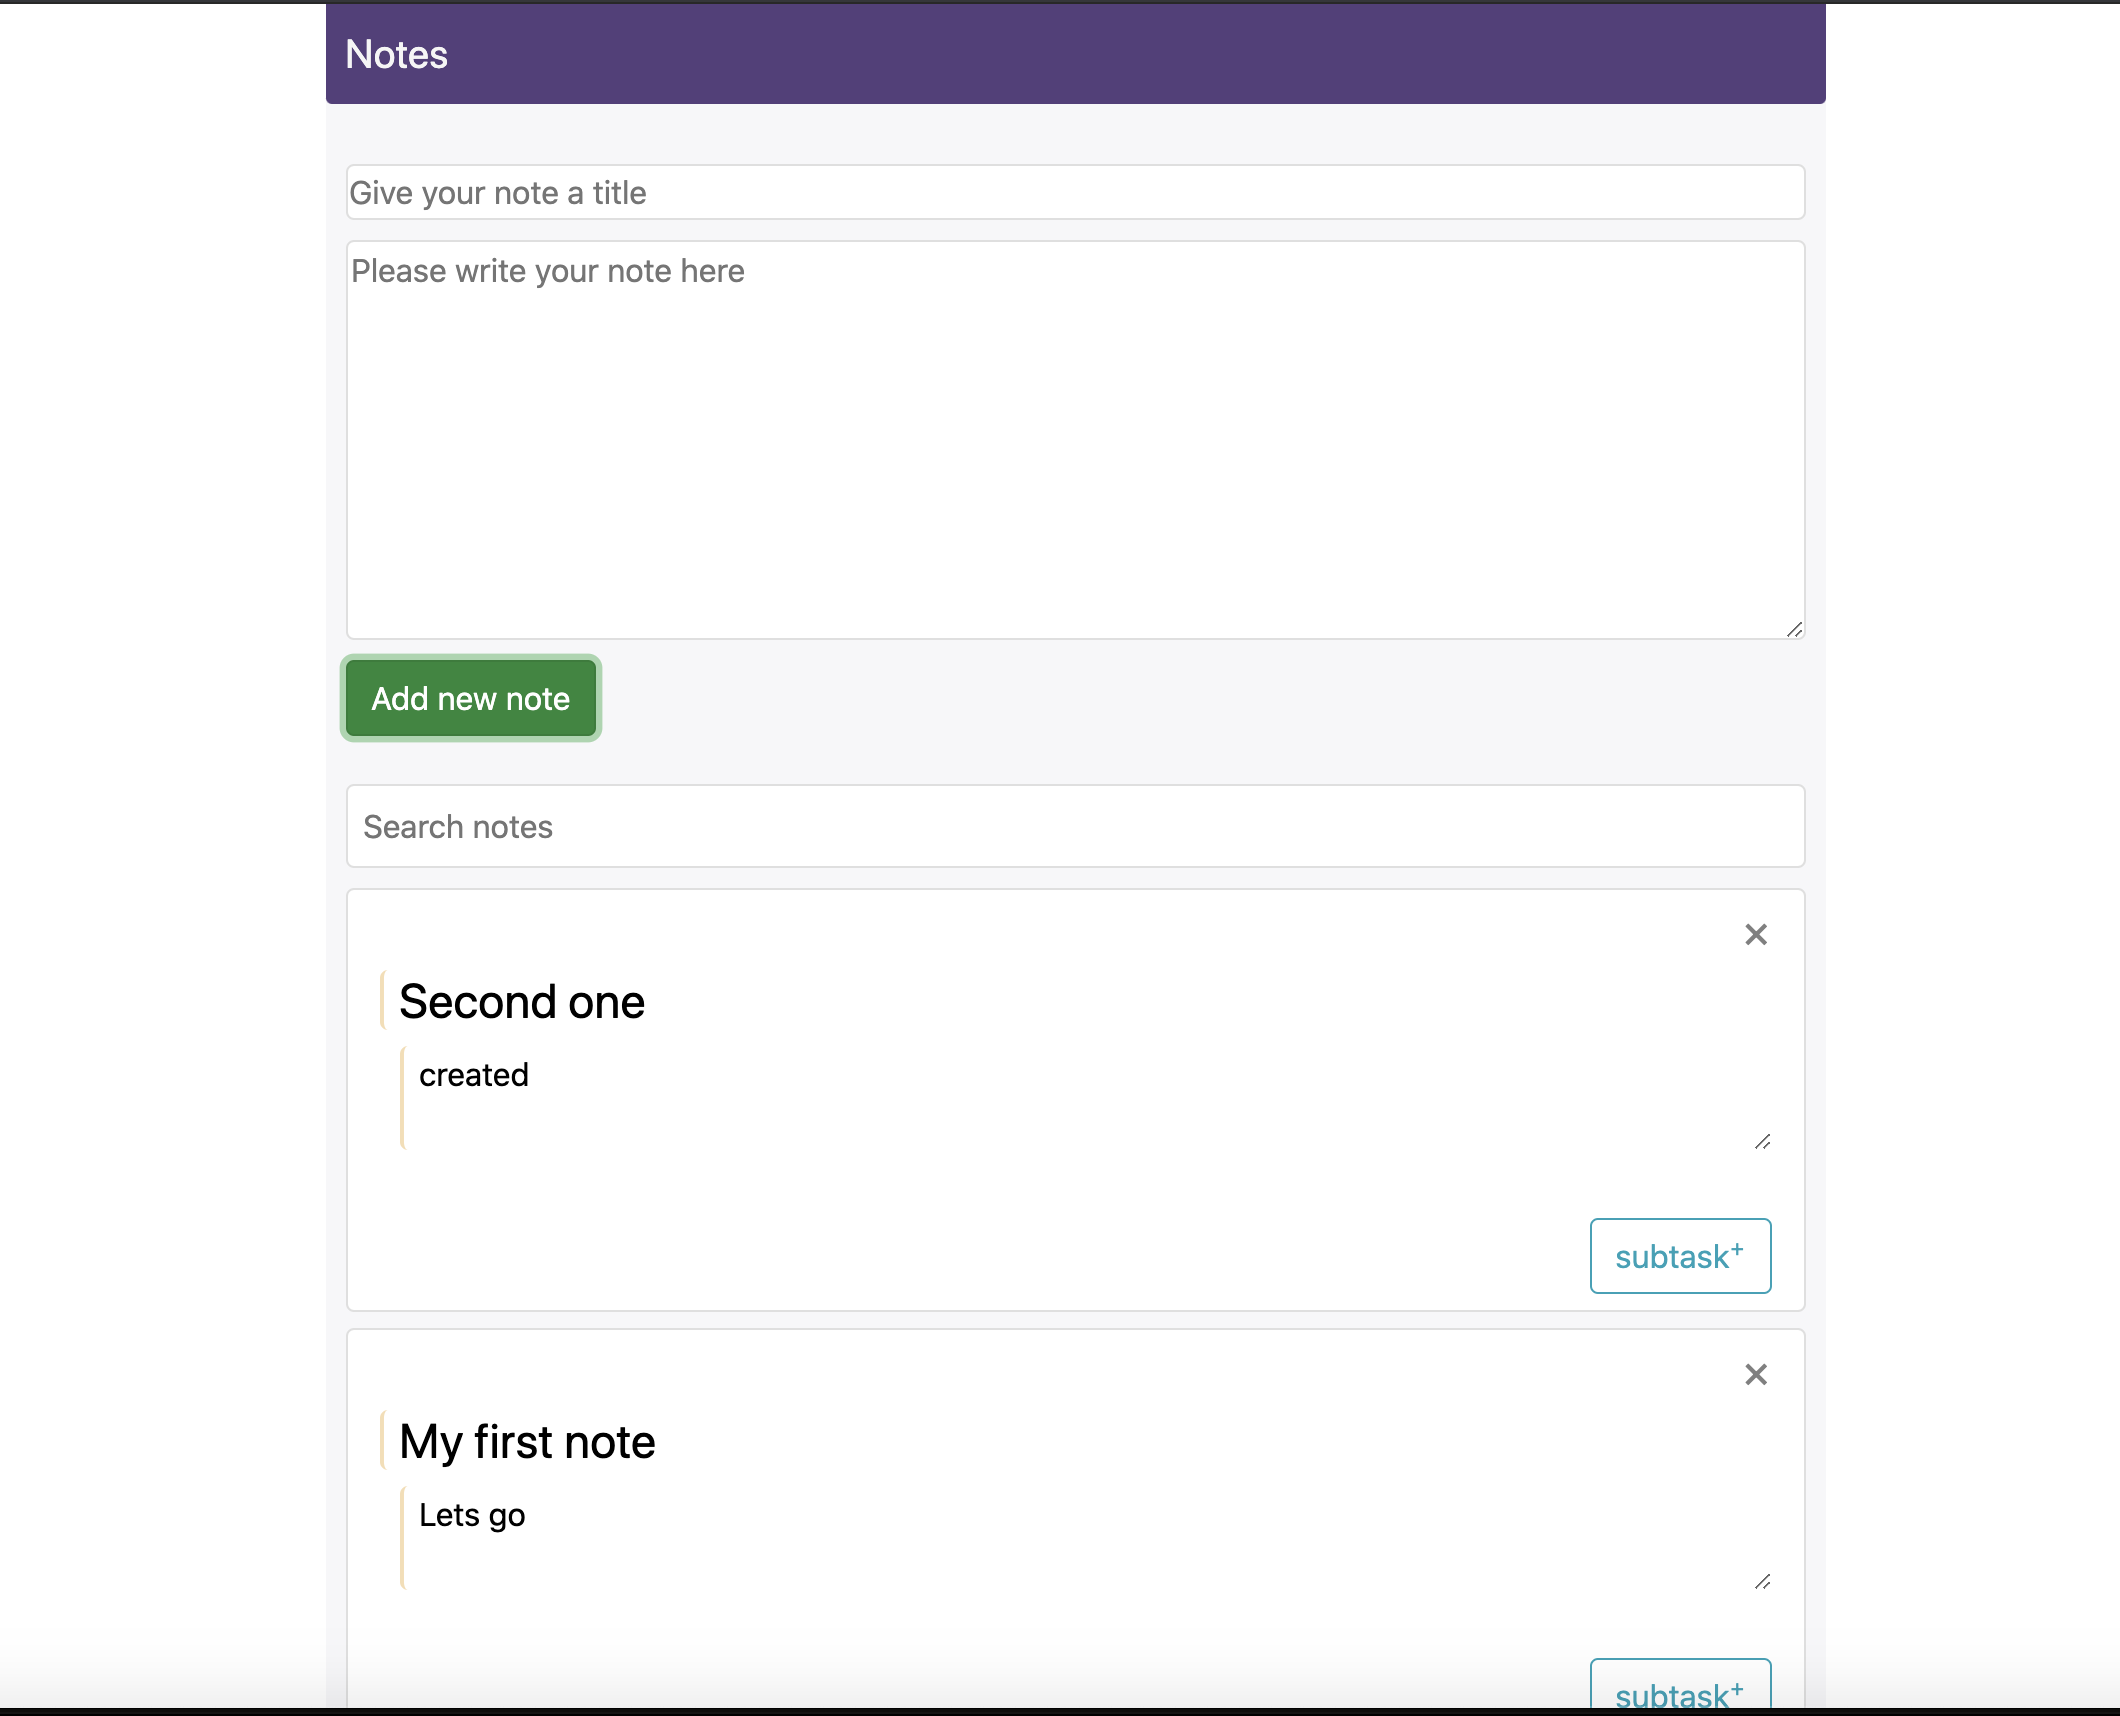 Notes
Give your note a title
Please write your note here
Add new note
Search notes
×
Second one
created
subtask⁺
×
My first note
Lets go
subtask⁺